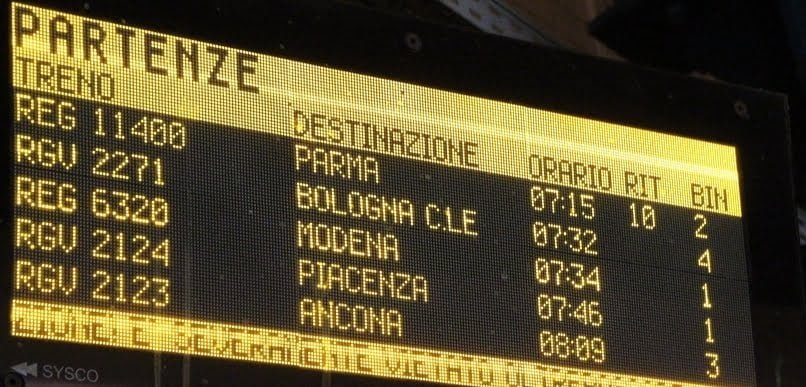 PARTENZE
TRENO DESTINAZIONE ORARIO RIT BIN
REG 11400 PARMA 07:15 10 2
RGV 2271 BOLOGNA C.LE 07:32 4
REG 6320 MODENA 07:34 1
RGV 2124 PIACENZA 07:46 1
RGV 2123 ANCONA 08:09 3
SEVERAMENTE VIETATO
SYSCO